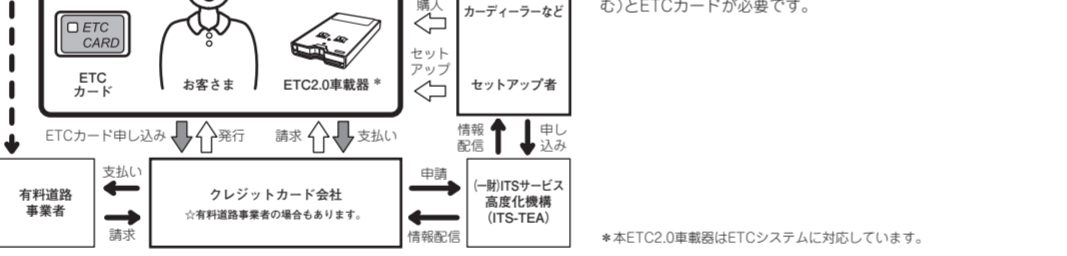 購入
カーディーラーなど
む)とETCカードが必要です。
ETC
CARD
セット
アップ
ETC
カード
お客さま
ETC2.0車載器*
セットアップ者
ETCカード申し込み
発行
請求
支払い
情報
配信
申し
込み
有料道路
事業者
支払い
請求
クレジットカード会社
☆有料道路事業者の場合もあります。
申請
情報配信
(一財)ITSサービス
高度化機構
(ITS-TEA)
*本ETC2.0車載器はETCシステムに対応しています。